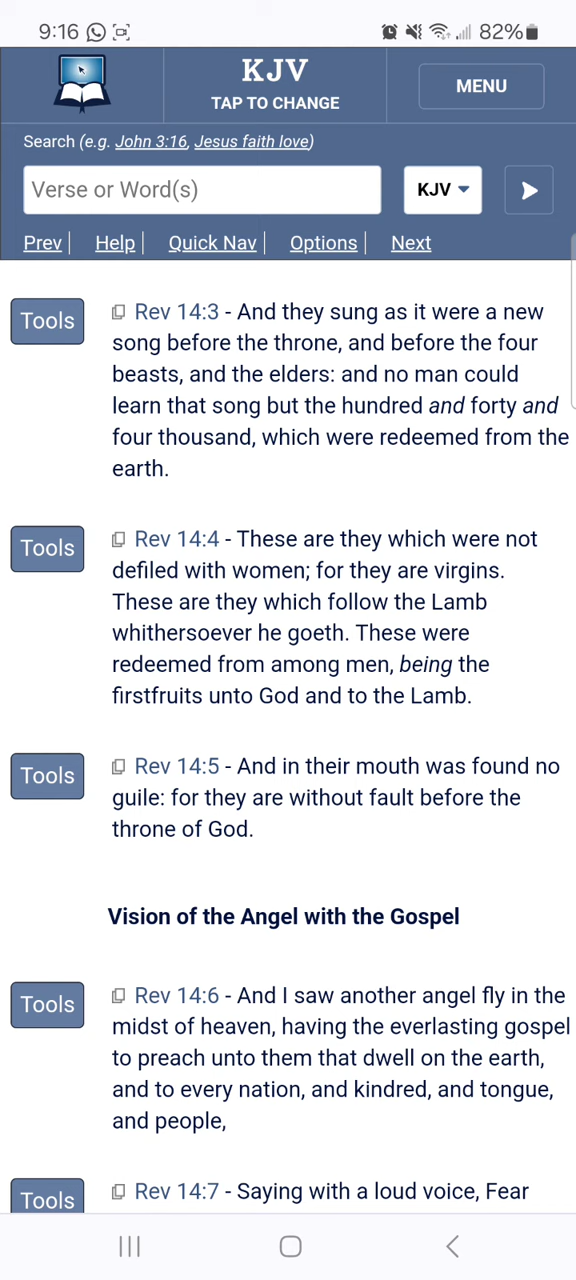 9:16 82%
KJV
TAP TO CHANGE
MENU
Search (e.g. John 3:16, Jesus faith love)
Verse or Word(s)
KJV
Prev | Help | Quick Nav | Options | Next
Tools
Rev 14:3 - And they sung as it were a new
song before the throne, and before the four
beasts, and the elders: and no man could
learn that song but the hundred and forty and
four thousand, which were redeemed from the
earth.
Tools
Rev 14:4 - These are they which were not
defiled with women; for they are virgins.
These are they which follow the Lamb
whithersoever he goeth. These were
redeemed from among men, being the
firstfruits unto God and to the Lamb.
Tools
Rev 14:5 - And in their mouth was found no
guile: for they are without fault before the
throne of God.
Vision of the Angel with the Gospel
Tools
Rev 14:6 - And I saw another angel fly in the
midst of heaven, having the everlasting gospel
to preach unto them that dwell on the earth,
and to every nation, and kindred, and tongue,
and people,
Tools
Rev 14:7 - Saying with a loud voice, Fear